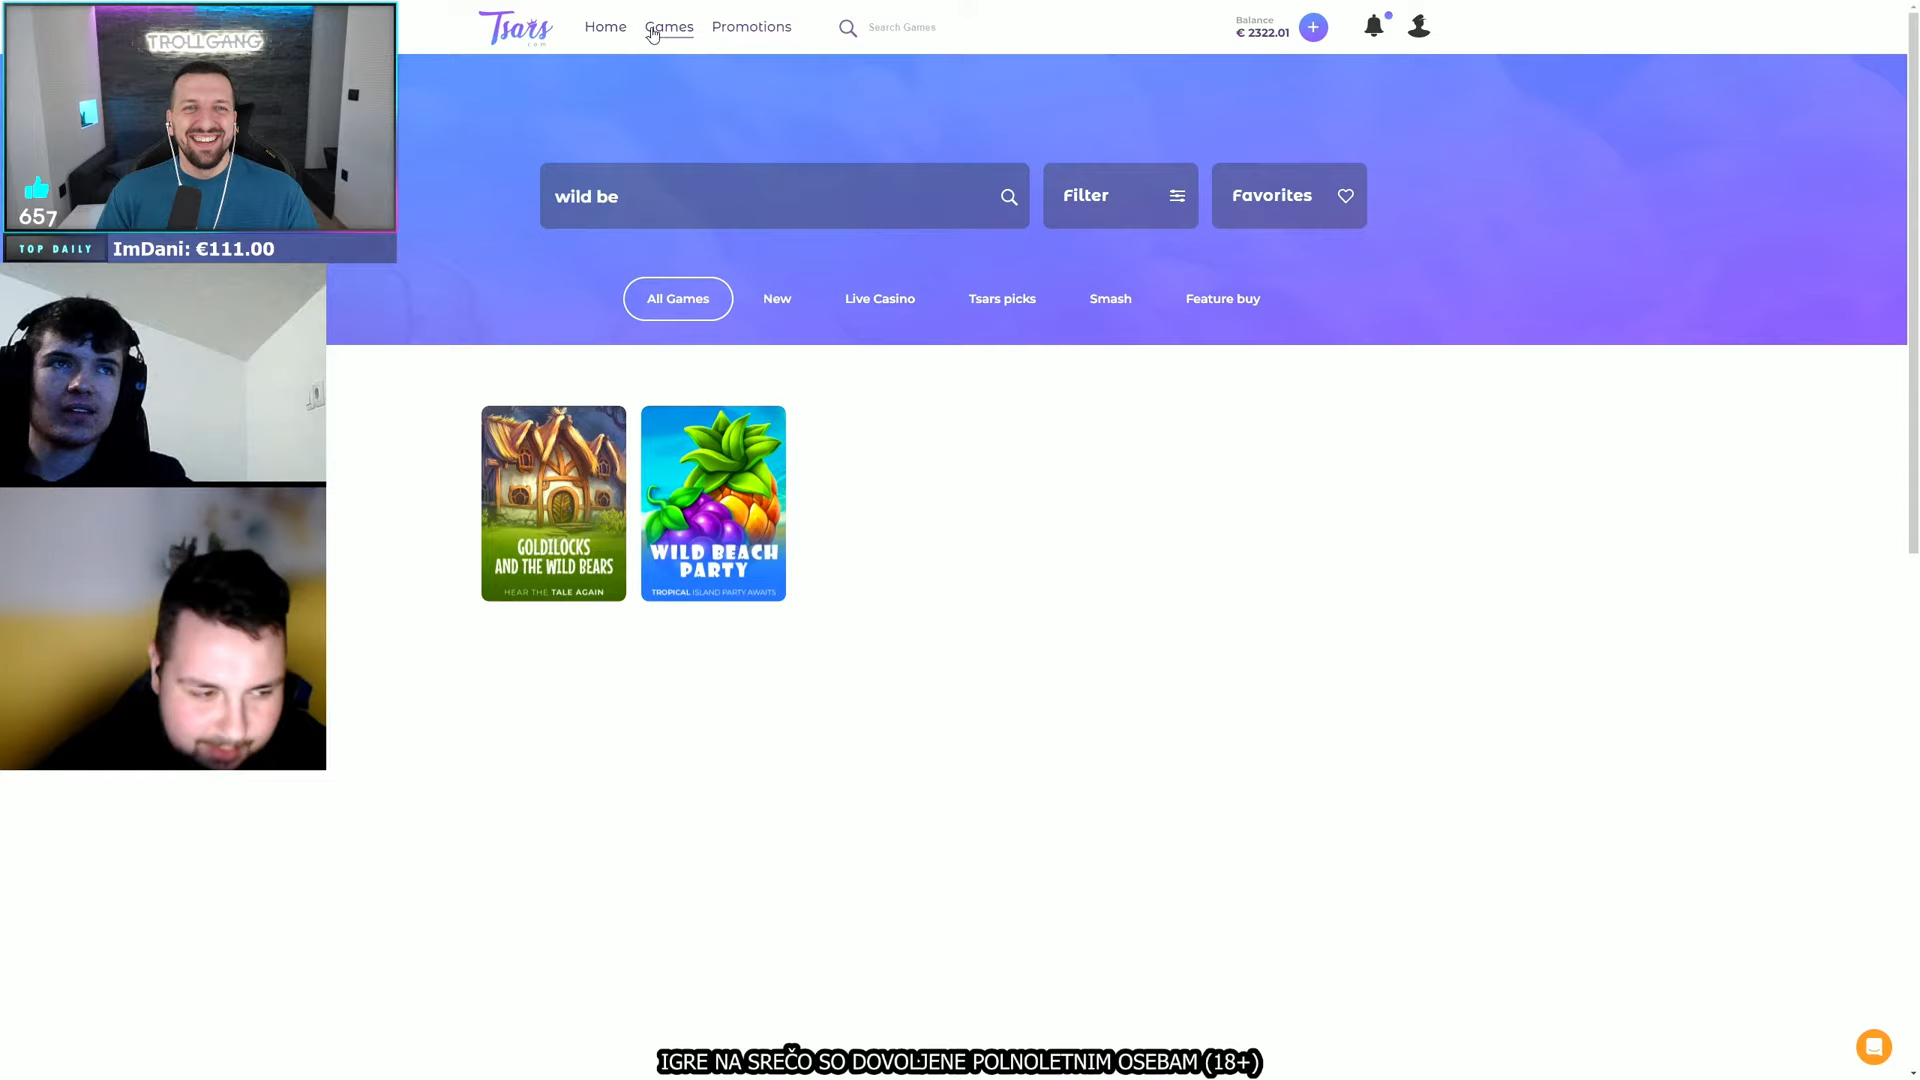 TROLLGANG
657
TOP DAILY ImDani: €111.00
Tsars
.com
Home Games Promotions Search Games
Balance
€ 2322.01
wild be Filter Favorites
All Games New Live Casino Tsars picks Smash Feature buy
GOLDILOCKS
AND THE WILD BEARS
HEAR THE TALE AGAIN
WILD BEACH
PARTY
TROPICAL ISLAND PARTY AWAITS
IGRE NA SREČO SO DOVOLJENE POLNOLETNIM OSEBAM (18+)